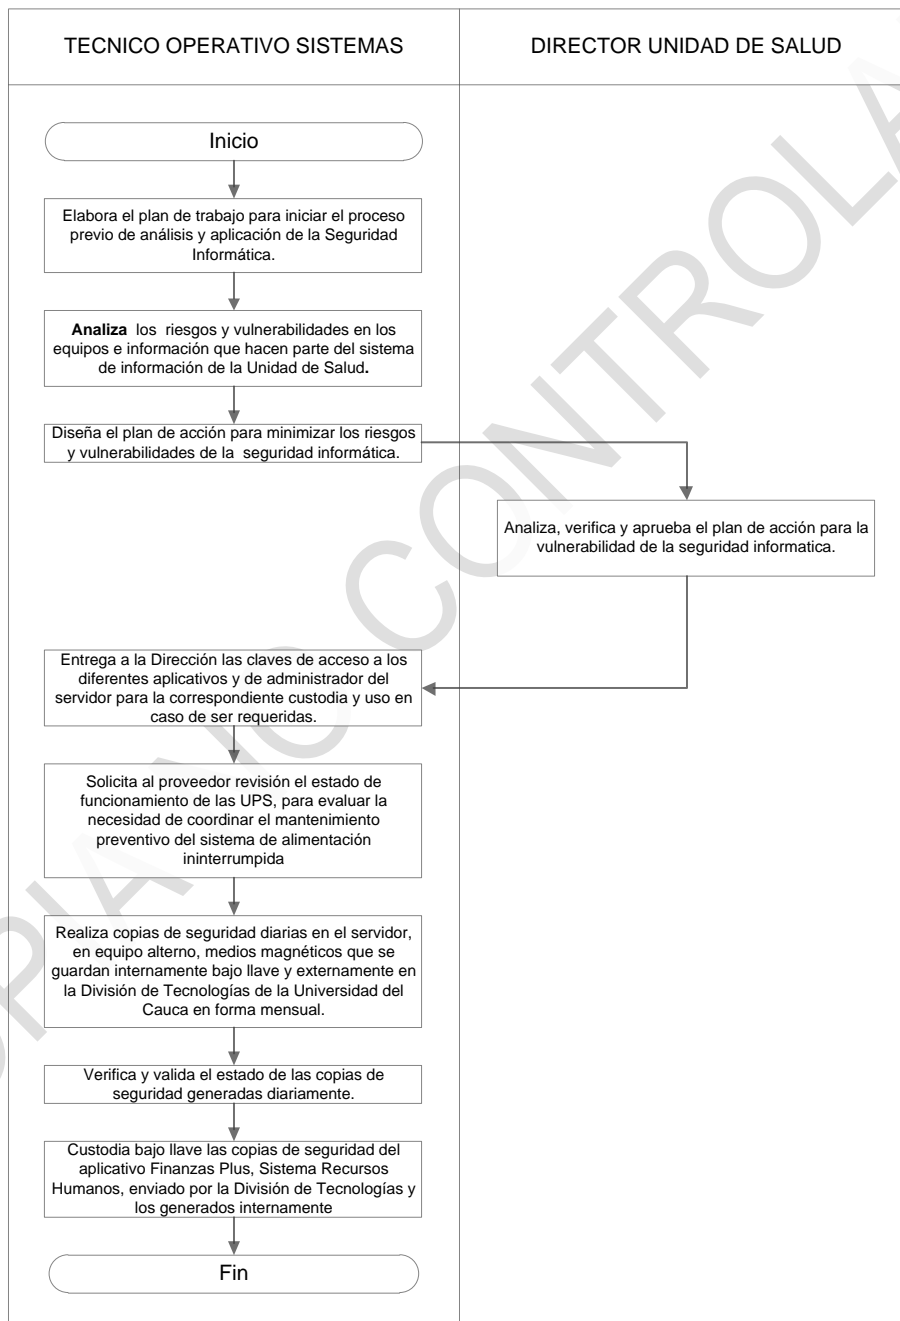 TECNICO OPERATIVO SISTEMAS
DIRECTOR UNIDAD DE SALUD
Inicio
Elabora el plan de trabajo para iniciar el proceso
previo de análisis y aplicación de la Seguridad
Informática.
Analiza los riesgos y vulnerabilidades en los
equipos e información que hacen parte del sistema
de información de la Unidad de Salud.
Diseña el plan de acción para minimizar los riesgos
y vulnerabilidades de la seguridad informática.
Analiza, verifica y aprueba el plan de acción para la
vulnerabilidad de la seguridad informatica.
Entrega a la Dirección las claves de acceso a los
diferentes aplicativos y de administrador del
servidor para la correspondiente custodia y uso en
caso de ser requeridas.
Solicita al proveedor revisión el estado de
funcionamiento de las UPS, para evaluar la
necesidad de coordinar el mantenimiento
preventivo del sistema de alimentación
ininterrumpida
Realiza copias de seguridad diarias en el servidor,
en equipo alterno, medios magnéticos que se
guardan internamente bajo llave y externamente en
la División de Tecnologías de la Universidad del
Cauca en forma mensual.
Verifica y valida el estado de las copias de
seguridad generadas diariamente.
Custodia bajo llave las copias de seguridad del
aplicativo Finanzas Plus, Sistema Recursos
Humanos, enviado por la División de Tecnologías y
los generados internamente
Fin